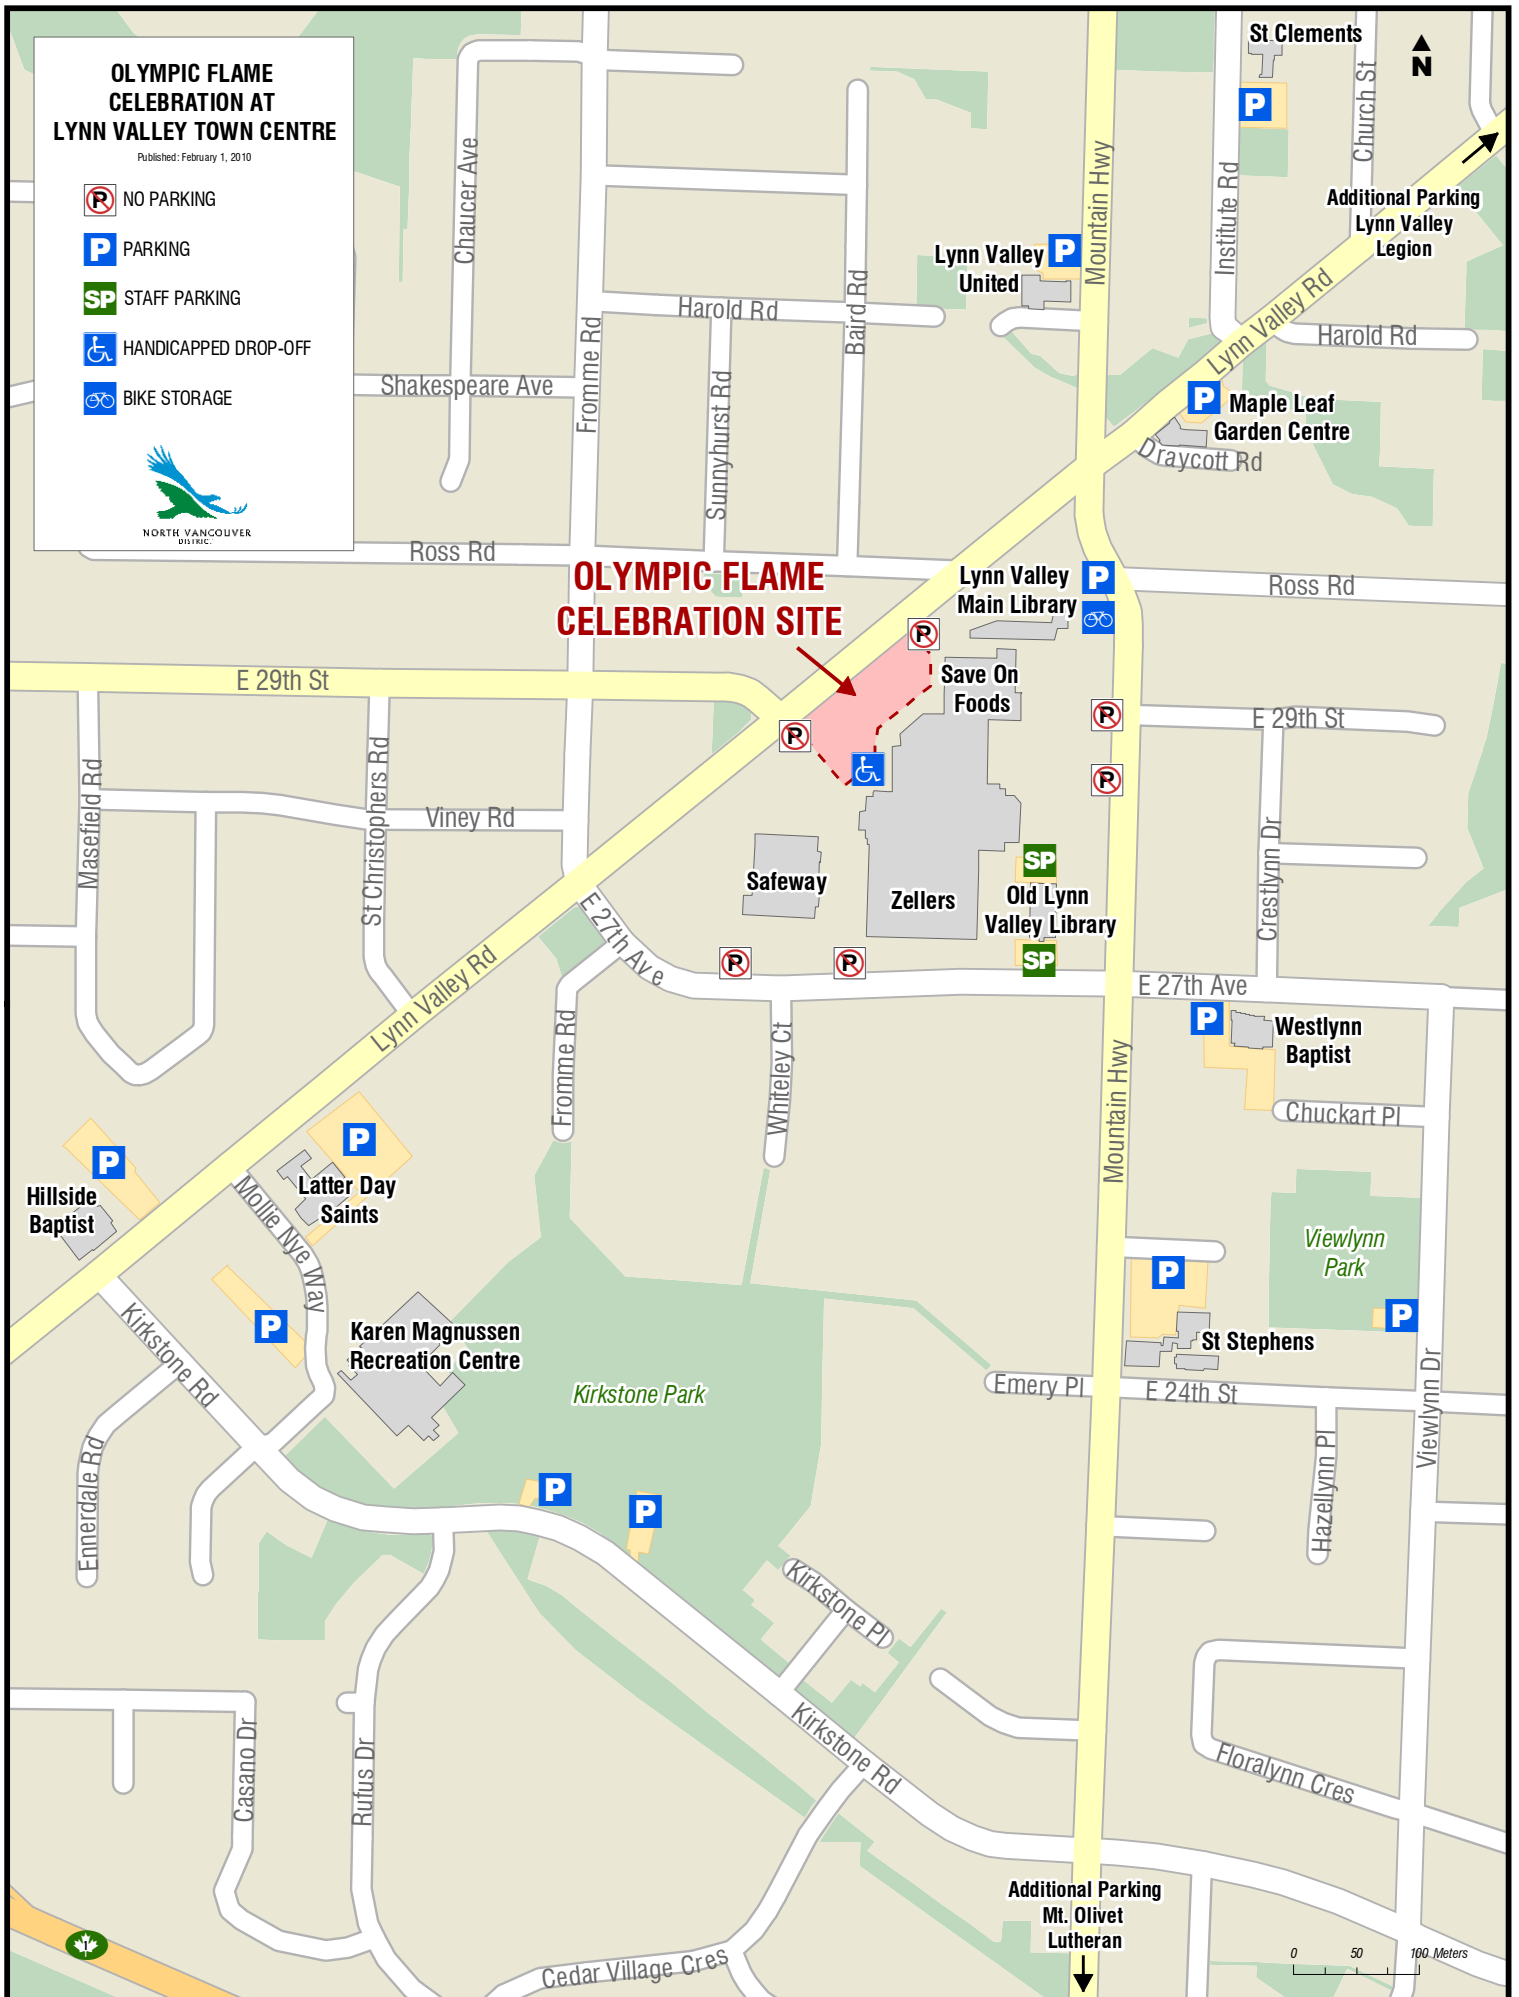 OLYMPIC FLAME
CELEBRATION AT
LYNN VALLEY TOWN CENTRE
Published: February 1, 2010
P NO PARKING
P PARKING
SP STAFF PARKING
HANDICAPPED DROP-OFF
BIKE STORAGE
NORTH VANCOUVER
DISTRICT
St Clements
N
P
Church St
Chaucer Ave
Mountain Hwy
Institute Rd
Additional Parking
Lynn Valley
Legion
Lynn Valley
United
P
Baird Rd
Harold Rd
Fromme Rd
Lynn Valley Rd
Harold Rd
Shakespeare Ave
Sunnyhurst Rd
P
Maple Leaf
Garden Centre
Draycott Rd
Ross Rd
OLYMPIC FLAME
CELEBRATION SITE
Lynn Valley
Main Library
P
Ross Rd
P
E 29th St
Save On
Foods
P
P
E 29th St
P
Masefield Rd
St Christophers Rd
Viney Rd
Crestlynn Dr
SP
Safeway
Zellers
Old Lynn
Valley Library
E 27th Ave
P
P
SP
E 27th Ave
Lynn Valley Rd
Fromme Rd
Whiteley Ct
P
Westlynn
Baptist
Mountain Hwy
Chuckart Pl
P
P
Hillside
Baptist
Latter Day
Saints
Mollie Nye Way
Viewlynn
Park
P
P
P
Kirkstone Rd
Karen Magnussen
Recreation Centre
St Stephens
Kirkstone Park
Emery Pl
E 24th St
Viewlynn Dr
Ennerdale Rd
Hazellynn Pl
P
P
Kirkstone Pl
Casano Dr
Rufus Dr
Kirkstone Rd
Floralynn Cres
Additional Parking
Mt. Olivet
Lutheran
1
Cedar Village Cres
0 50 100 Meters